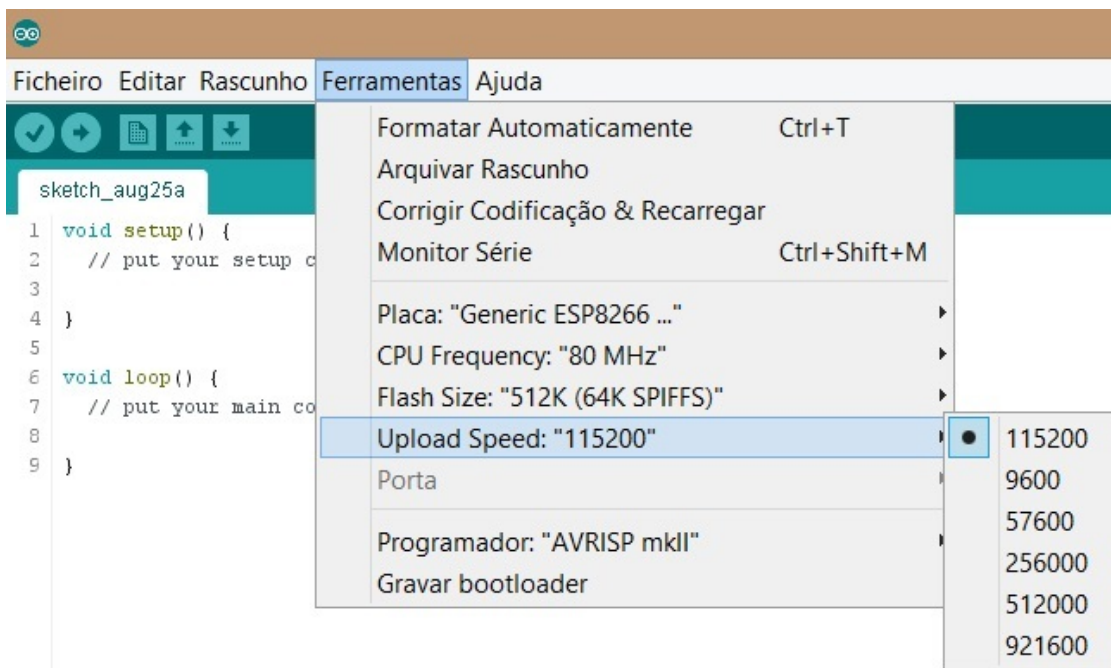 Ficheiro Editar Rascunho Ferramentas Ajuda
sketch_aug25a
1 void setup() {
2 // put your setup c
3
4 }
5
6 void loop() {
7 // put your main co
8
9 }
Formatar Automaticamente Ctrl+T
Arquivar Rascunho
Corrigir Codificação & Recarregar
Monitor Série Ctrl+Shift+M
Placa: "Generic ESP8266 ..."
CPU Frequency: "80 MHz"
Flash Size: "512K (64K SPIFFS)"
Upload Speed: "115200"
Porta
Programador: "AVRISP mkII"
Gravar bootloader
115200
9600
57600
256000
512000
921600